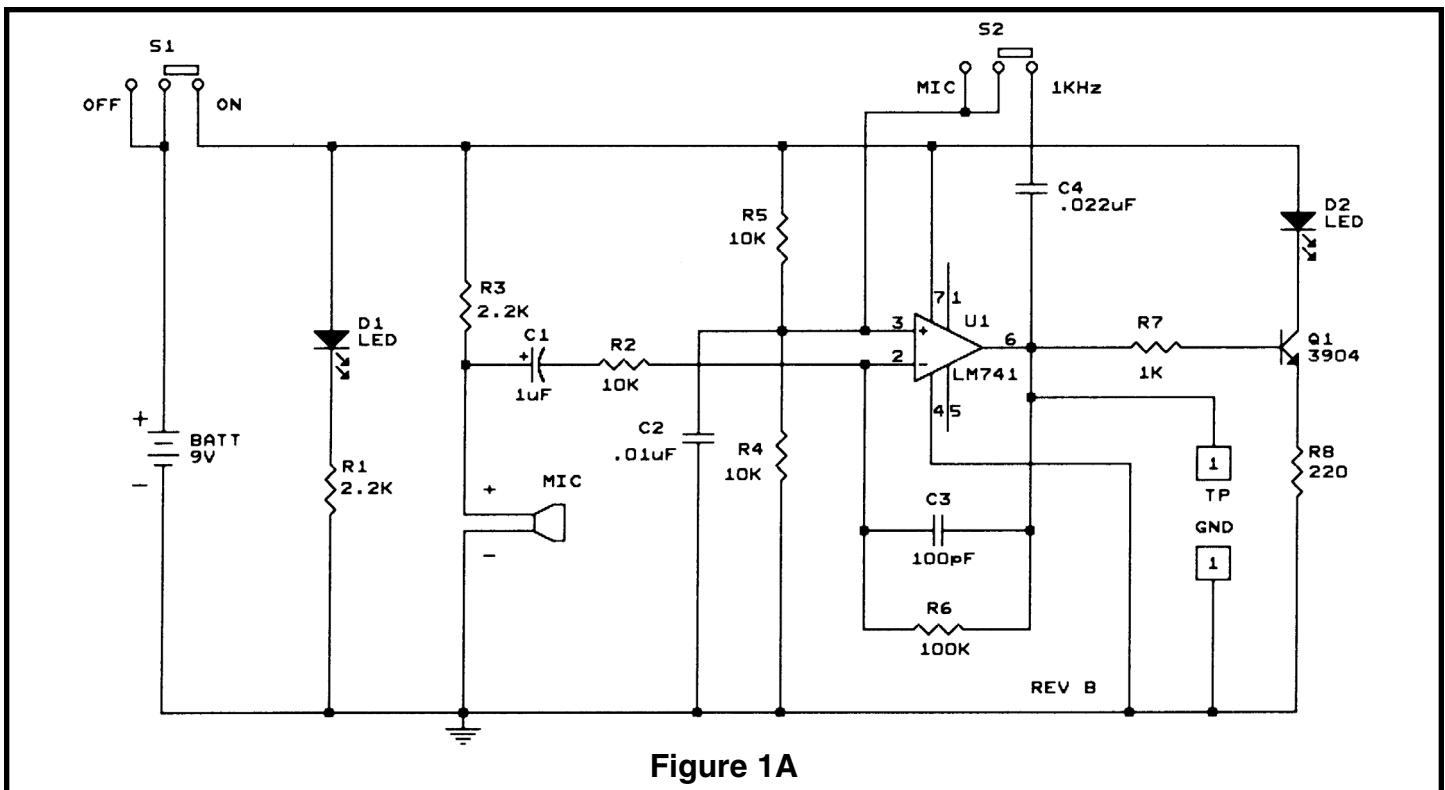 S1
OFF
ON
S2
MIC
1KHz
C4
.022uF
D2
LED
R5
10K
R3
2.2K
D1
LED
C1
+
1uF
R2
10K
7 1
3
+
U1
2
-
6
LM741
4 5
R7
1K
Q1
3904
+
BATT
9V
-
R1
2.2K
C2
.01uF
R4
10K
+
MIC
-
C3
100pF
R6
100K
1
TP
GND
1
R8
220
REV B
Figure 1A